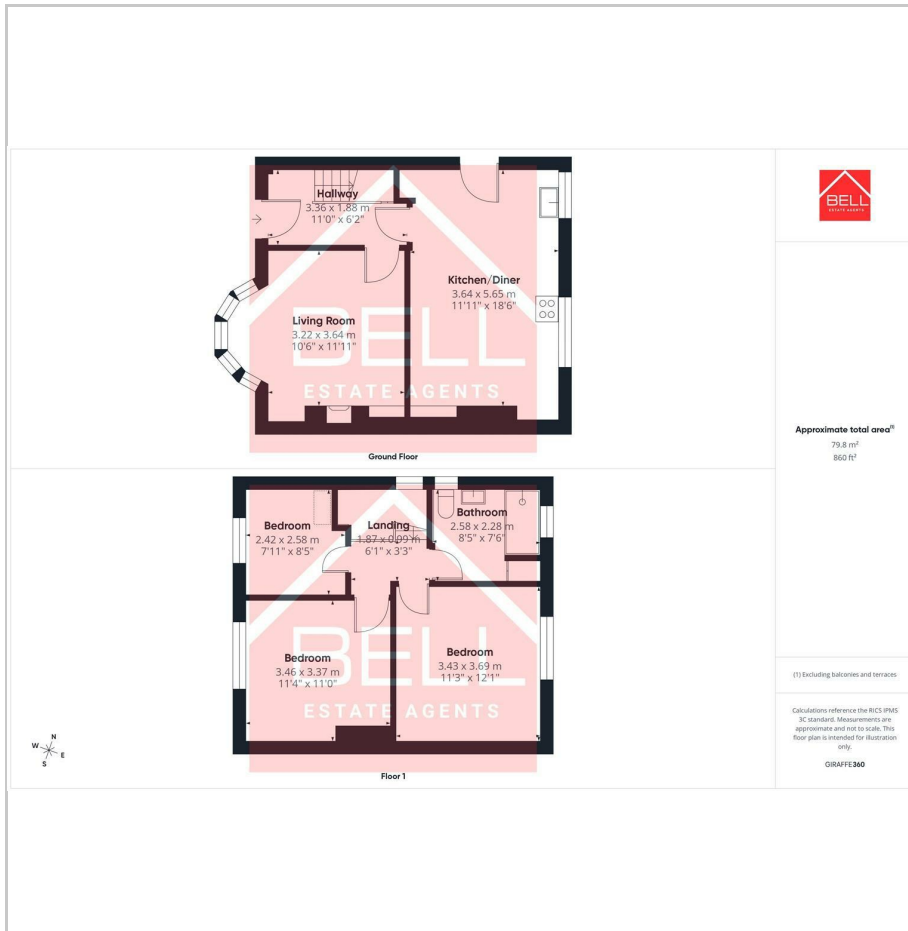 Hallway
3.36 x 1.88 m
11'0" x 6'2"
Kitchen/Diner
3.64 x 5.65 m
11'11" x 18'6"
Living Room
3.22 x 3.64 m
10'6" x 11'11"
BELL
ESTATE AGENTS
Ground Floor
Bedroom
2.42 x 2.58 m
7'11" x 8'5"
Landing
1.87 x 0.99 m
6'1" x 3'3"
Bathroom
2.58 x 2.28 m
8'5" x 7'6"
Bedroom
3.46 x 3.37 m
11'4" x 11'0"
Bedroom
3.43 x 3.69 m
11'3" x 12'1"
BELL
ESTATE AGENTS
Floor 1
N
W
E
S
BELL
ESTATE AGENTS
Approximate total area(1)
79.8 m²
860 ft²
(1) Excluding balconies and terraces
Calculations reference the RICS IPMS
3C standard. Measurements are
approximate and not to scale. This
floor plan is intended for illustration
only.
GIRAFFE360